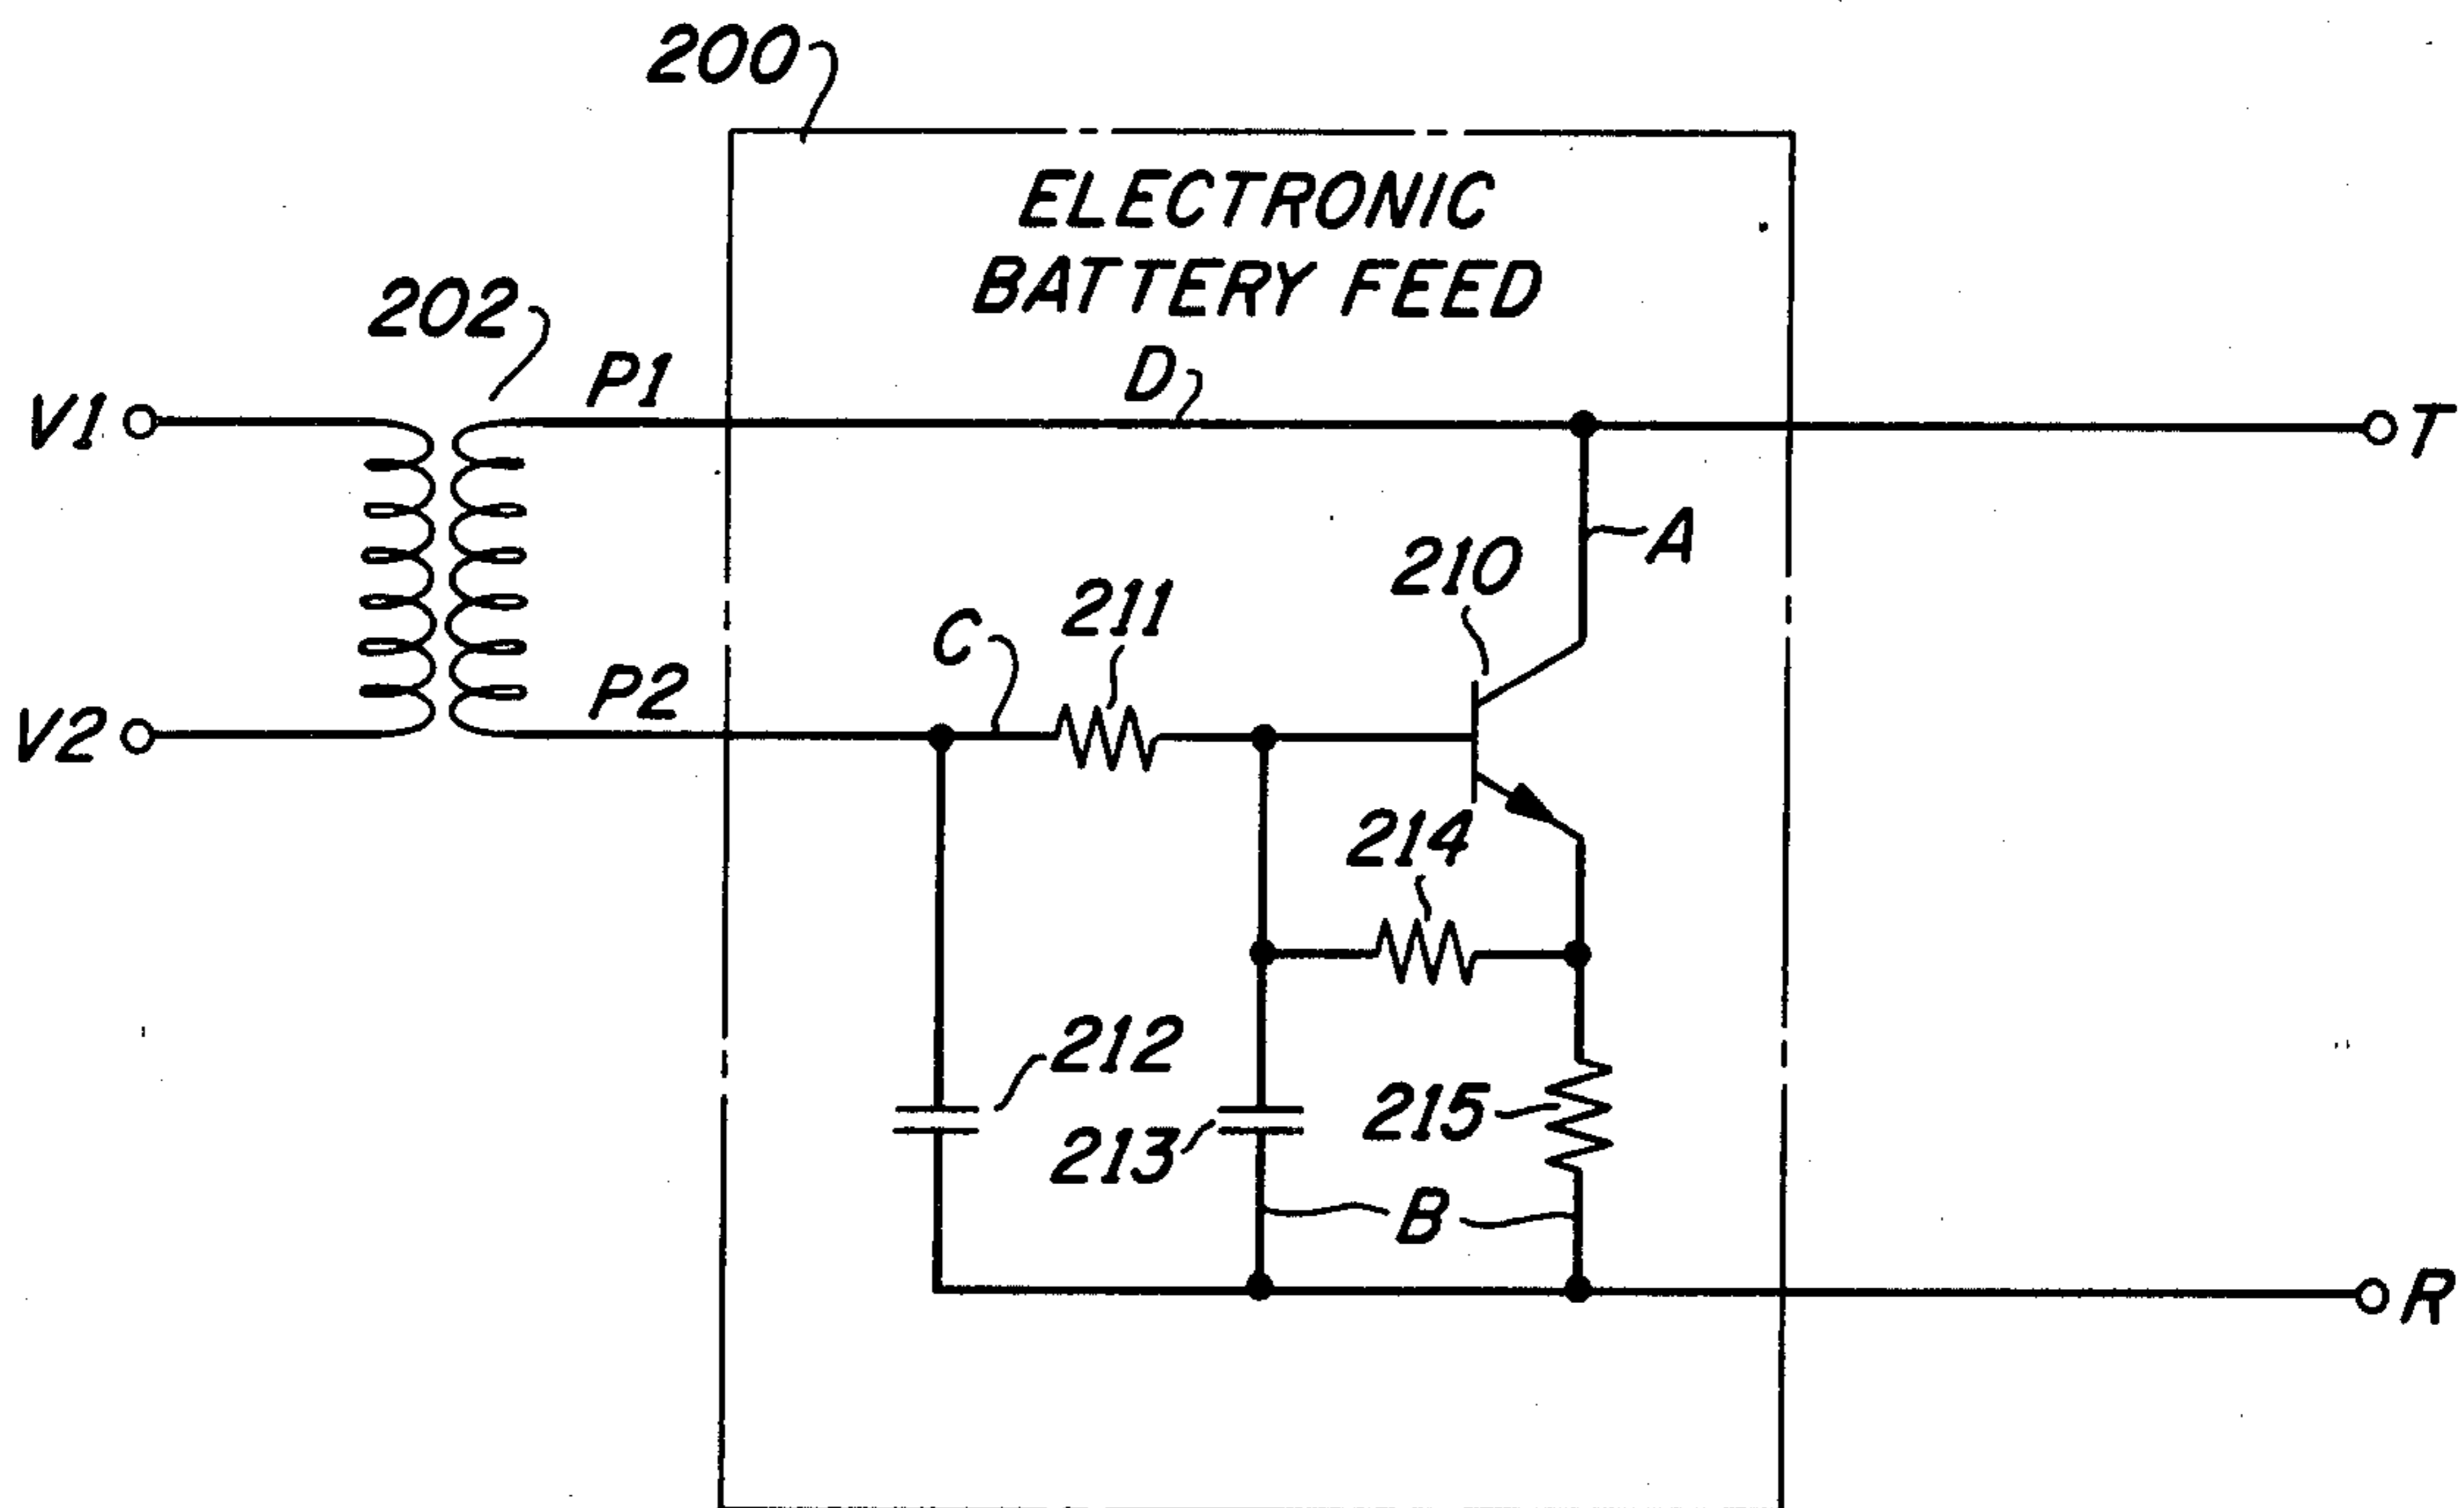 200
ELECTRONIC
BATTERY FEED
202
P1
D
V1
T
A
210
211
C
P2
V2
214
212
215
213
B
R